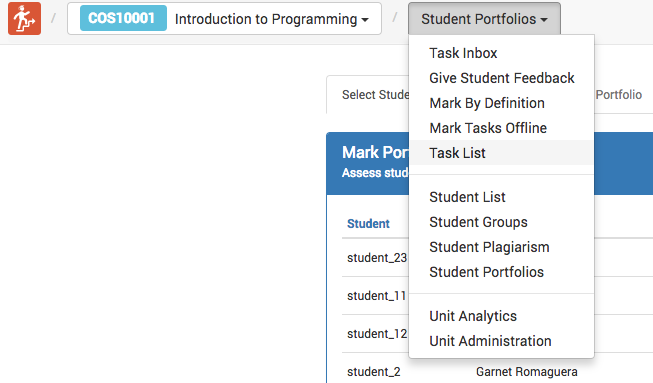 / COS10001 Introduction to Programming / Student Portfolios
Task Inbox
Give Student Feedback
Mark By Definition
Mark Tasks Offline
Task List
Student List
Student Groups
Student Plagiarism
Student Portfolios
Unit Analytics
Unit Administration
Select Stude
Portfolio
Mark Por
Assess stud
Student
student_23
student_11
student_12
student_2 Garnet Romaguera